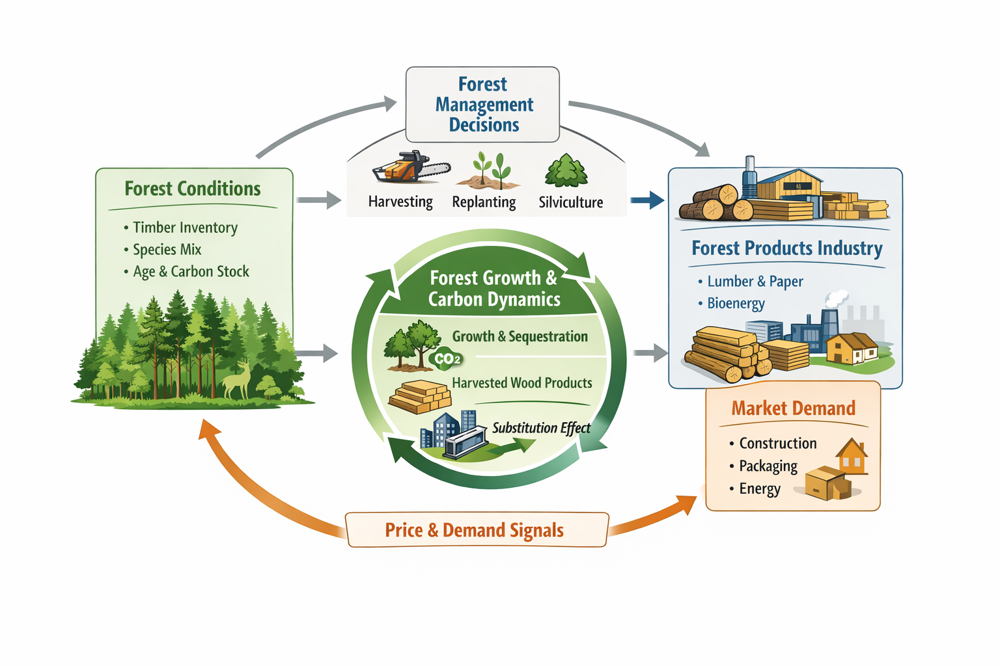 Forest
Management
Decisions
Harvesting
Replanting
Silviculture
Forest Conditions
• Timber Inventory
• Species Mix
• Age & Carbon Stock
Forest Growth &
Carbon Dynamics
Growth & Sequestration
CO₂
Harvested Wood Products
Substitution Effect
Forest Products Industry
• Lumber & Paper
• Bioenergy
Market Demand
• Construction
• Packaging
• Energy
Price & Demand Signals